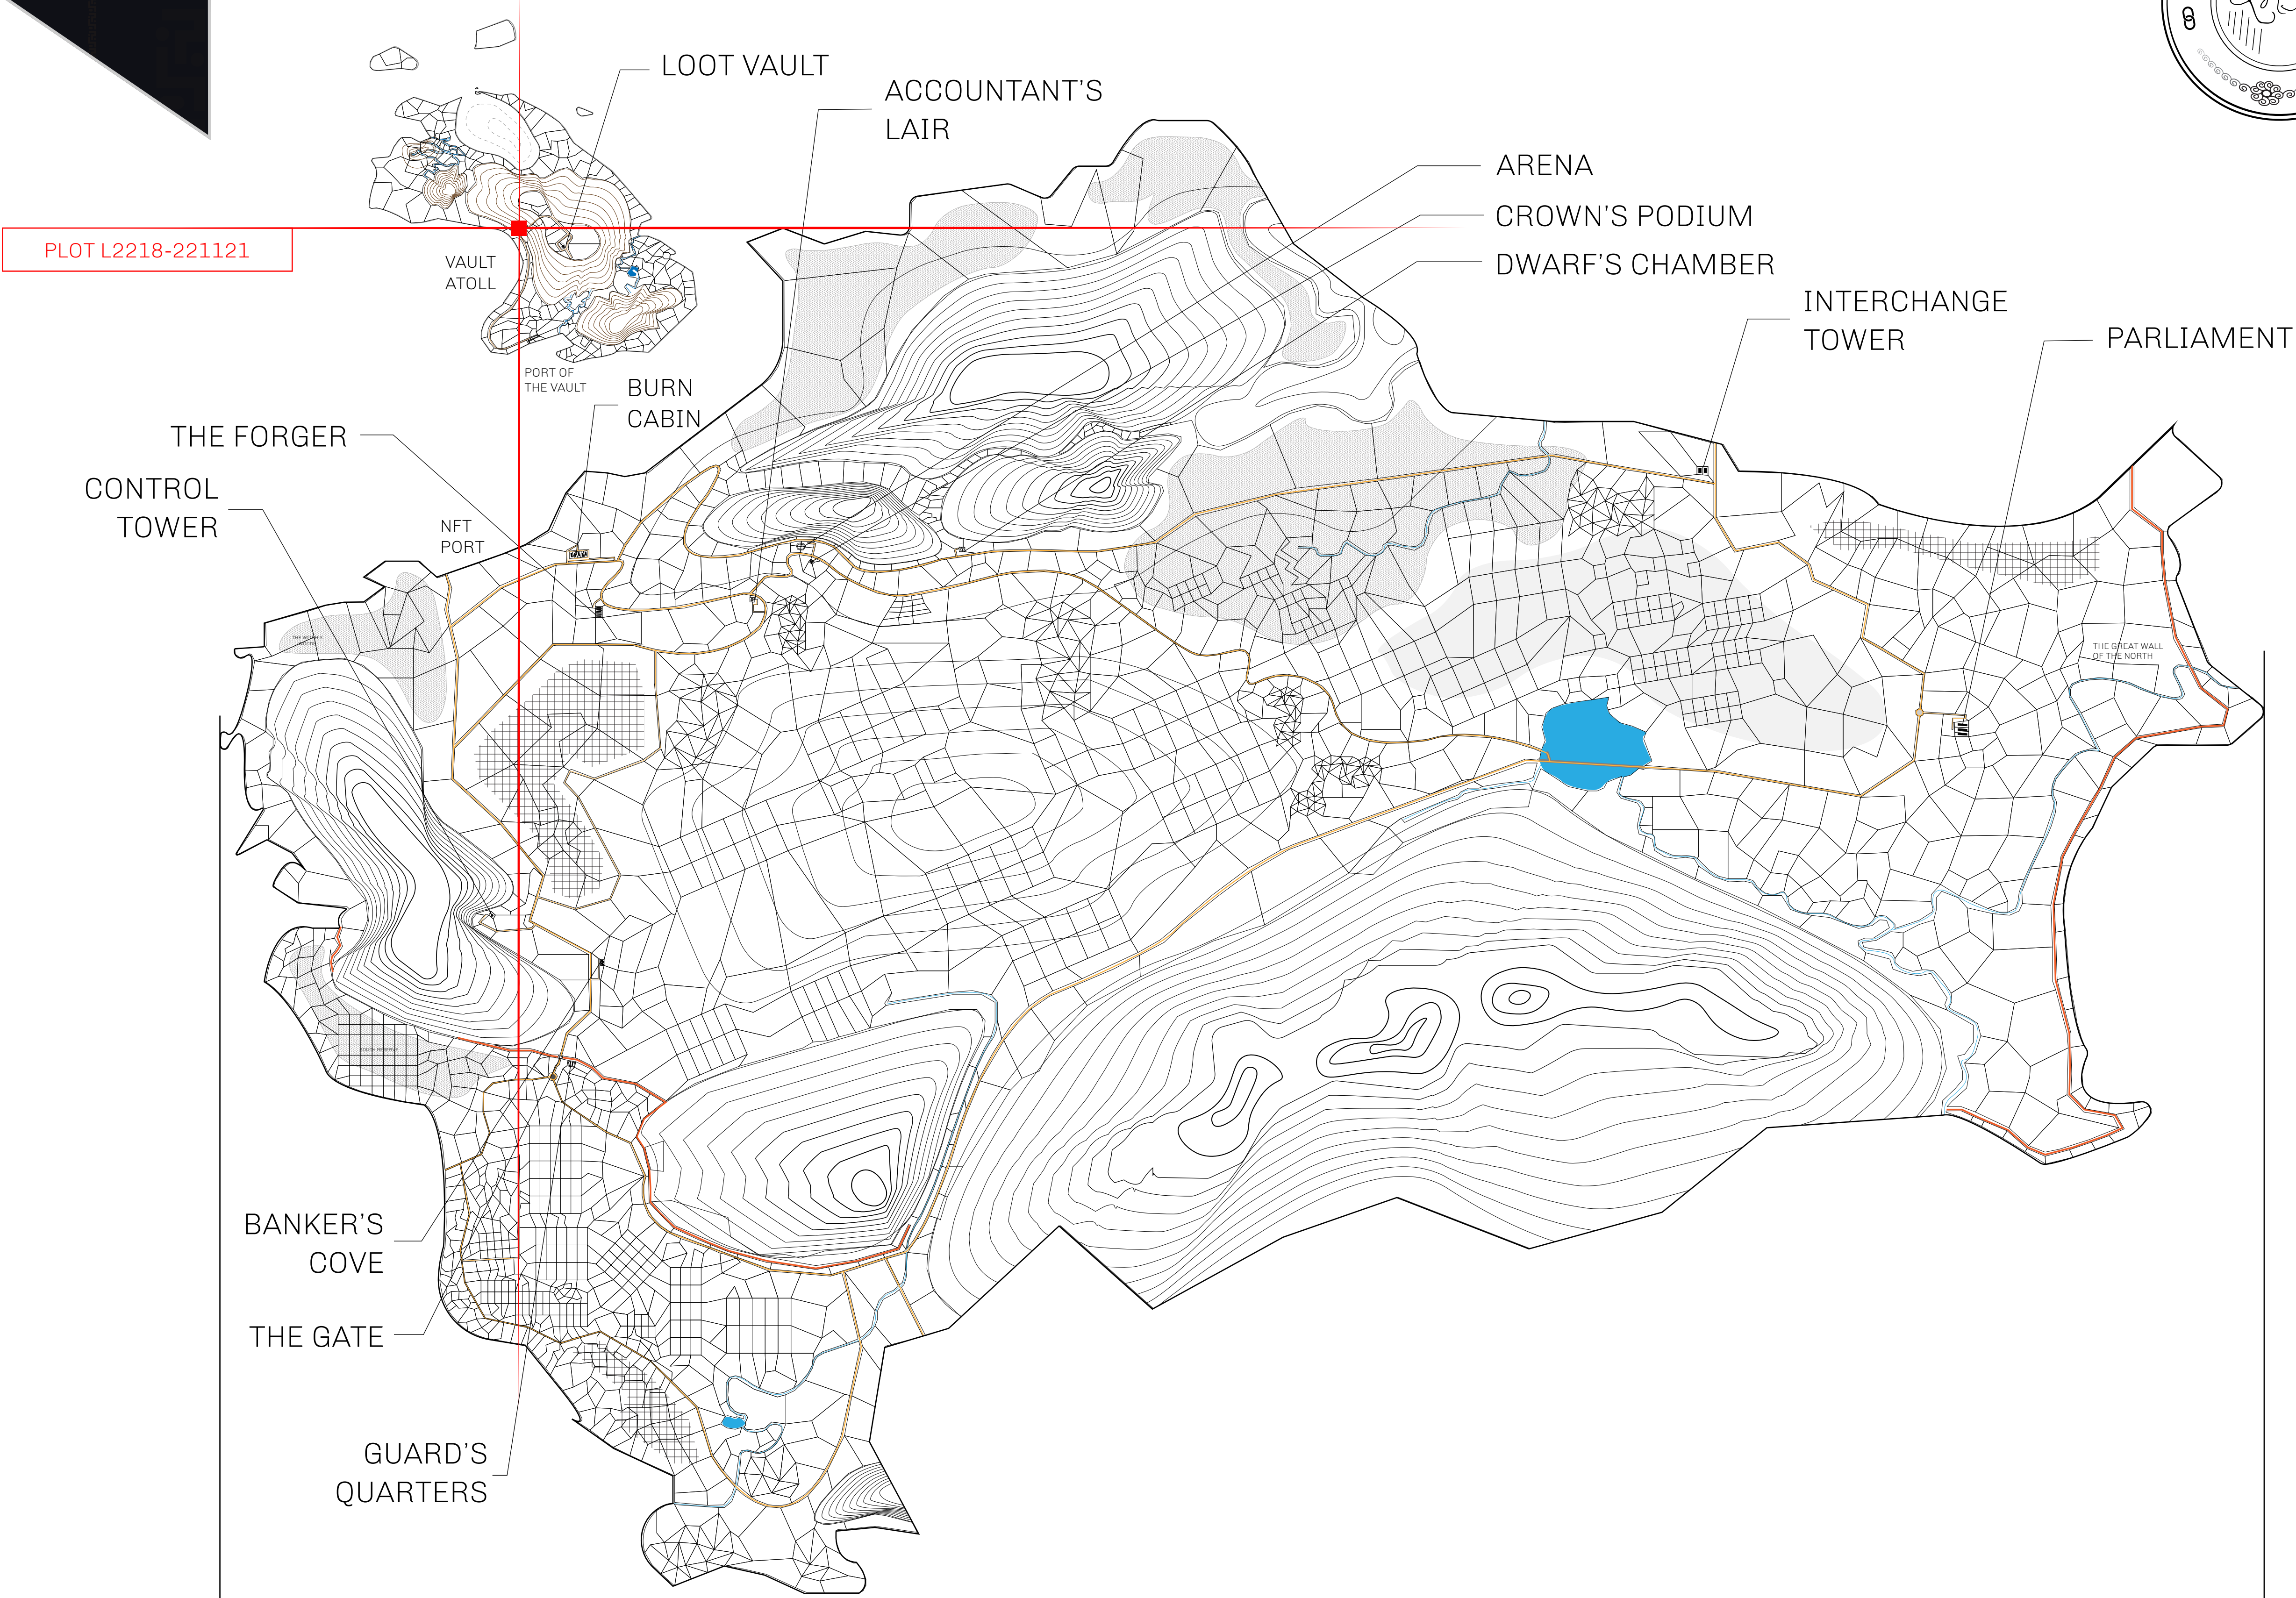 LOOT VAULT
ACCOUNTANT'S
LAIR
ARENA
CROWN'S PODIUM
DWARF'S CHAMBER
PLOT L2218-221121
VAULT
ATOLL
INTERCHANGE
TOWER
PARLIAMENT
PORT OF
THE VAULT
BURN
CABIN
THE FORGER
CONTROL
TOWER
NFT
PORT
THE GREAT WALL
OF THE NORTH
SOUTH RESERVE
BANKER'S
COVE
THE GATE
GUARD'S
QUARTERS